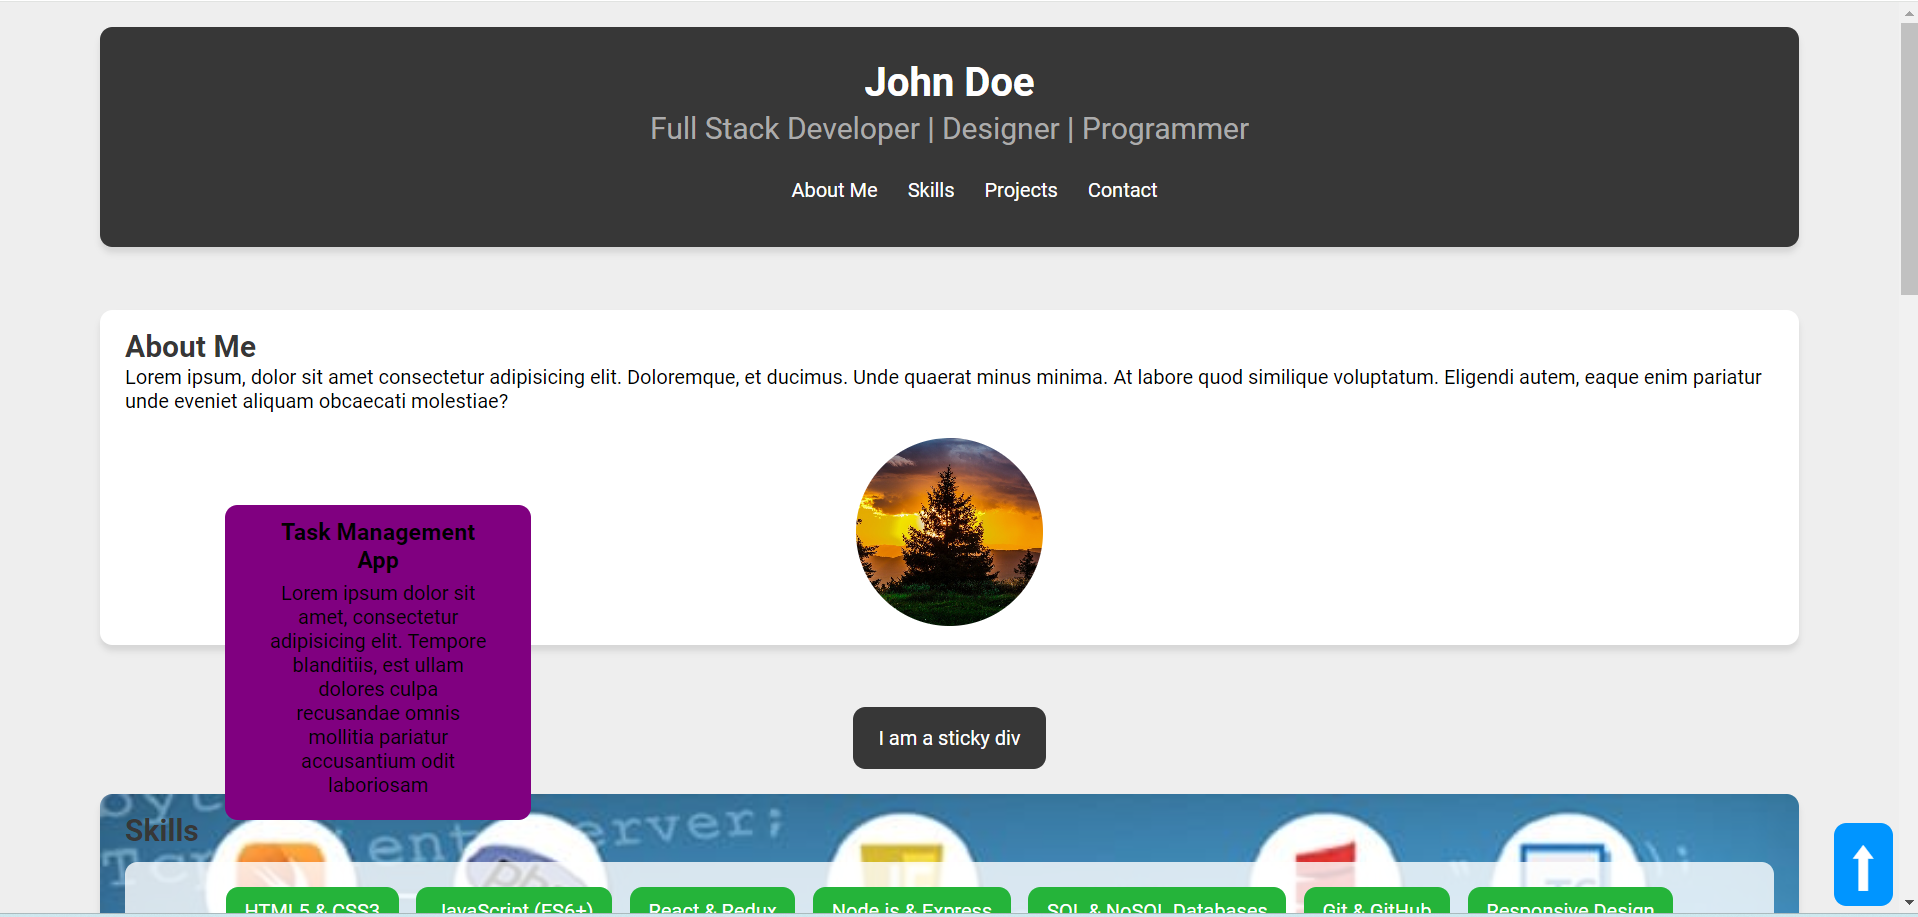 John Doe
Full Stack Developer | Designer | Programmer
About Me Skills Projects Contact
About Me
Lorem ipsum, dolor sit amet consectetur adipisicing elit. Doloremque, et ducimus. Unde quaerat minus minima. At labore quod similique voluptatum. Eligendi autem, eaque enim pariatur
unde eveniet aliquam obcaecati molestiae?
Task Management
App
Lorem ipsum dolor sit
amet, consectetur
adipisicing elit. Tempore
blanditiis, est ullam
dolores culpa
recusandae omnis
mollitia pariatur
accusantium odit
laboriosam
I am a sticky div
Skills
HTML5 & CSS3 JavaScript (ES6+) React & Redux Node.js & Express SQL & NoSQL Databases Git & GitHub Responsive Design